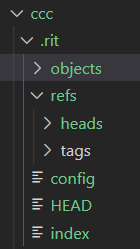 ccc
.rit
objects
refs
heads
tags
config
HEAD
index